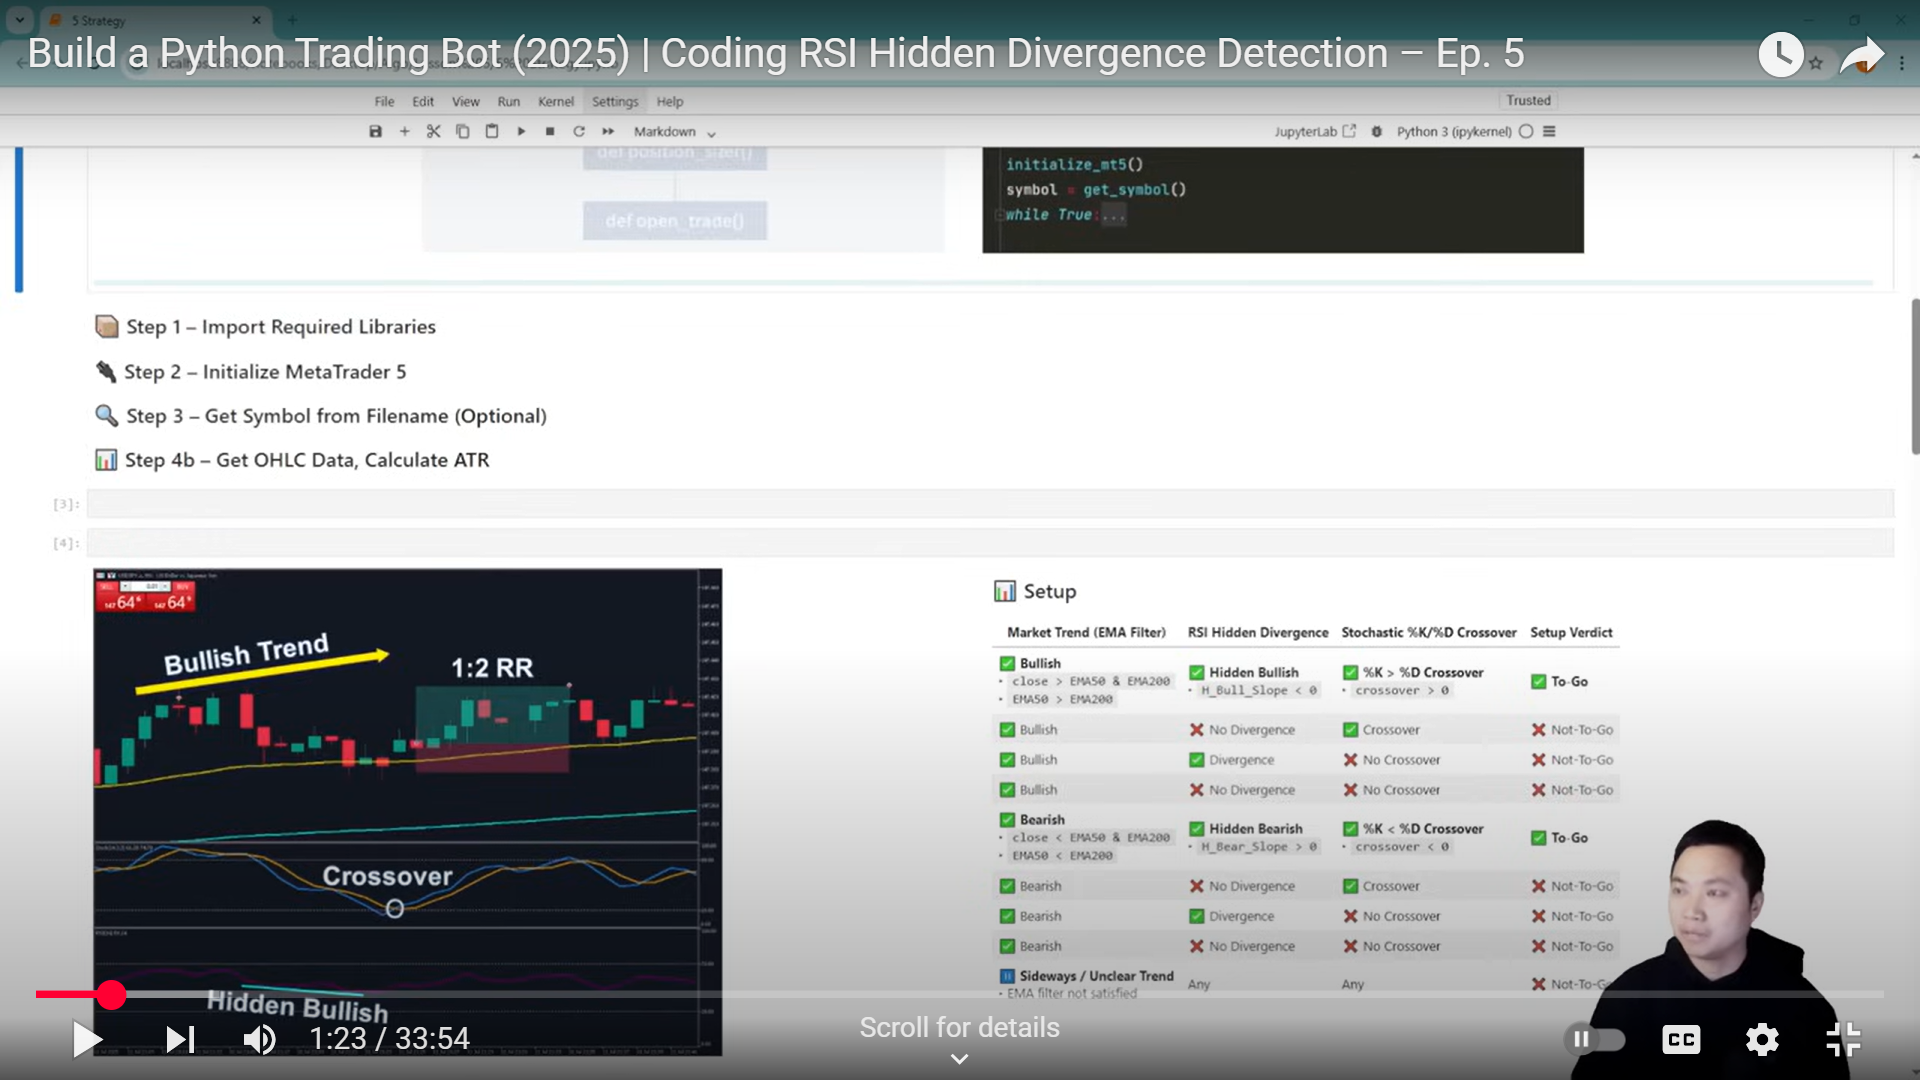 5 Strategy
Build a Python Trading Bot (2025) | Coding RSI Hidden Divergence Detection – Ep. 5
File Edit View Run Kernel Settings Help
Trusted
Markdown
JupyterLab
Python 3 (ipykernel)
def position_sizer()
def open_trade()
initialize_mt5()
symbol = get_symbol()
while True:...
Step 1 – Import Required Libraries
Step 2 – Initialize MetaTrader 5
Step 3 – Get Symbol from Filename (Optional)
Step 4b – Get OHLC Data, Calculate ATR
[3]:
[4]:
SELL BUY
147 64⁶ 147 64⁹
Bullish Trend
1:2 RR
Crossover
Hidden Bullish
Setup
Market Trend (EMA Filter) RSI Hidden Divergence Stochastic %K/%D Crossover Setup Verdict
Bullish
• close > EMA50 & EMA200
• EMA50 > EMA200
Hidden Bullish
• H_Bull_Slope < 0
%K > %D Crossover
• crossover > 0
To-Go
Bullish No Divergence Crossover Not-To-Go
Bullish Divergence No Crossover Not-To-Go
Bullish No Divergence No Crossover Not-To-Go
Bearish
• close < EMA50 & EMA200
• EMA50 < EMA200
Hidden Bearish
• H_Bear_Slope > 0
%K < %D Crossover
• crossover < 0
To-Go
Bearish No Divergence Crossover Not-To-Go
Bearish Divergence No Crossover Not-To-Go
Bearish No Divergence No Crossover Not-To-Go
Sideways / Unclear Trend
• EMA filter not satisfied
Any Any Not-To-Go
1:23 / 33:54
Scroll for details
CC